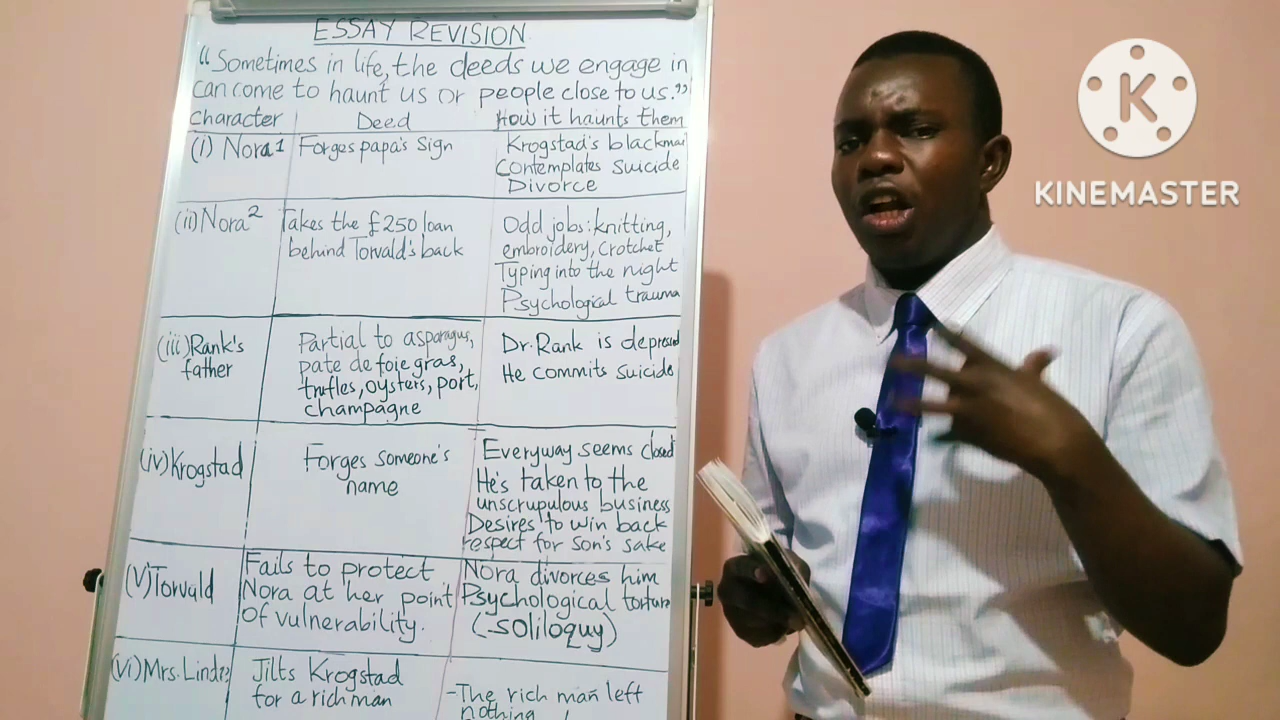 ESSAY REVISION
"Sometimes in life, the deeds we engage in
can come to haunt us or people close to us."
Character Deed How it haunts them
(i) Nora1 Forges papa's Sign Krogstad's blackmai
Contemplates suicide
Divorce
(ii) Nora2 Takes the £250 loan Odd jobs: knitting,
behind Torvald's back embroidery, crotchet
Typing into the night
Psychological trauma
(iii) Rank's Partial to asparagus, Dr. Rank is depressed
father pate de foie gras, He commits suicide
trufles, oysters, port,
champagne
(iv) Krogstad Forges someone's Everyway seems closed
name He's taken to the
unscrupulous business
Desires to win back
respect for son's sake
(V) Torvald Fails to protect Nora divorces him
Nora at her point Psychological torture
of vulnerability. (-soliloquy)
(vi) Mrs. Linde Jilts Krogstad -The rich man left
for a rich man nothing
K
KINEMASTER